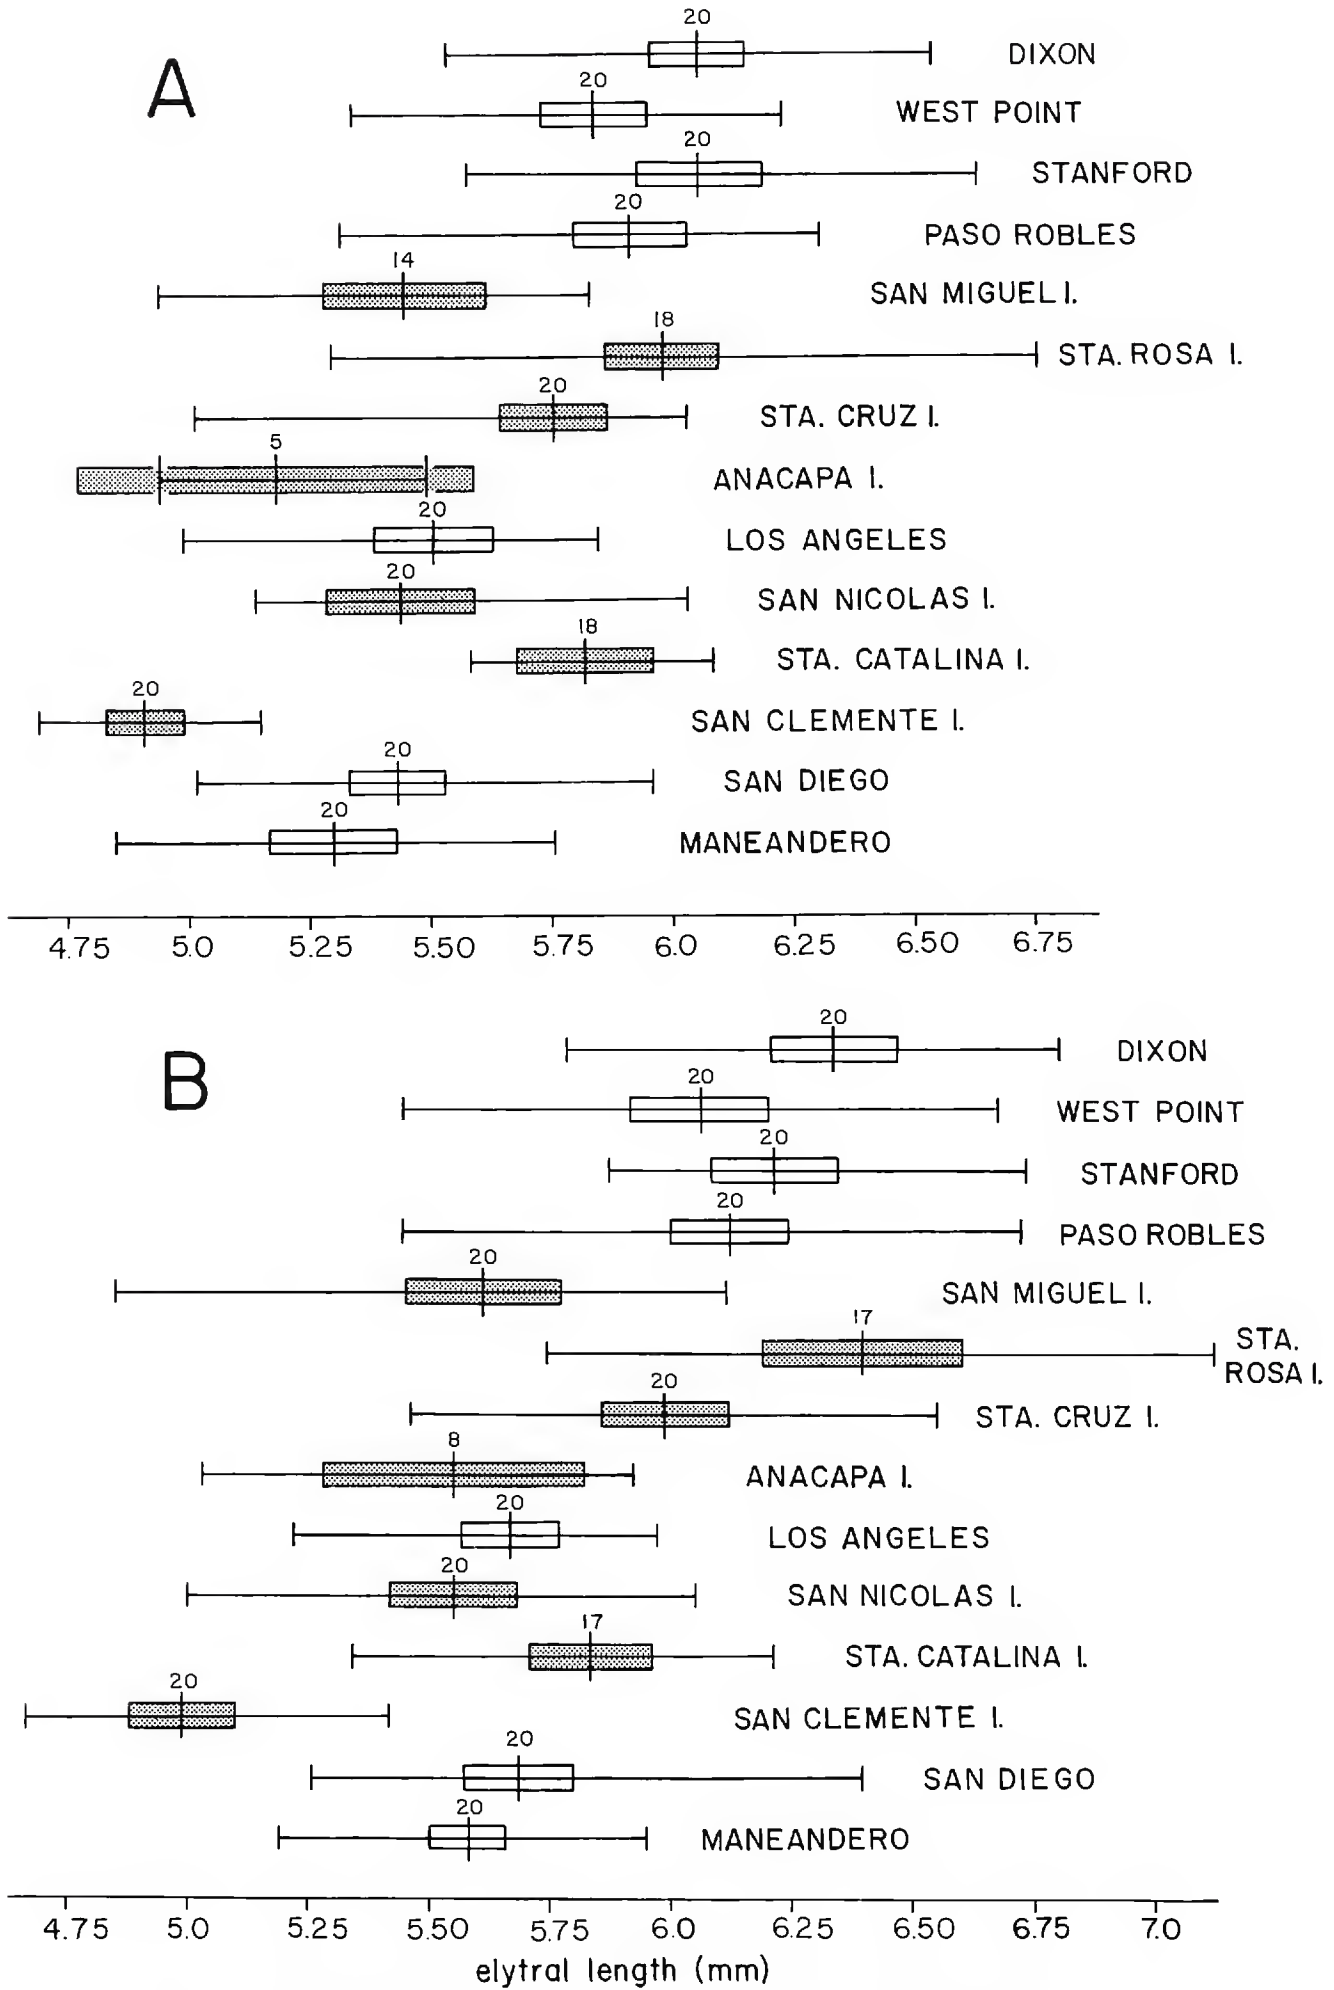 A
20
DIXON
20
WEST POINT
20
STANFORD
20
PASO ROBLES
14
SAN MIGUEL I.
18
STA. ROSA I.
20
STA. CRUZ I.
5
ANACAPA I.
20
LOS ANGELES
20
SAN NICOLAS I.
18
STA. CATALINA I.
20
SAN CLEMENTE I.
20
SAN DIEGO
20
MANEANDERO
4.75 5.0 5.25 5.50 5.75 6.0 6.25 6.50 6.75
B
20
DIXON
20
WEST POINT
20
STANFORD
20
PASO ROBLES
20
SAN MIGUEL I.
17
STA.
ROSA I.
20
STA. CRUZ I.
8
ANACAPA I.
20
LOS ANGELES
20
SAN NICOLAS I.
17
STA. CATALINA I.
20
SAN CLEMENTE I.
20
SAN DIEGO
20
MANEANDERO
4.75 5.0 5.25 5.50 5.75 6.0 6.25 6.50 6.75 7.0
elytral length (mm)